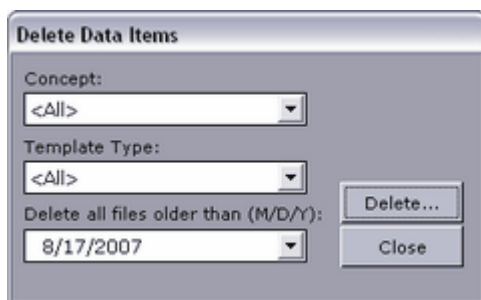 Delete Data Items
Concept:
<All>
Template Type:
<All>
Delete all files older than (M/D/Y):
8/17/2007
Delete...
Close